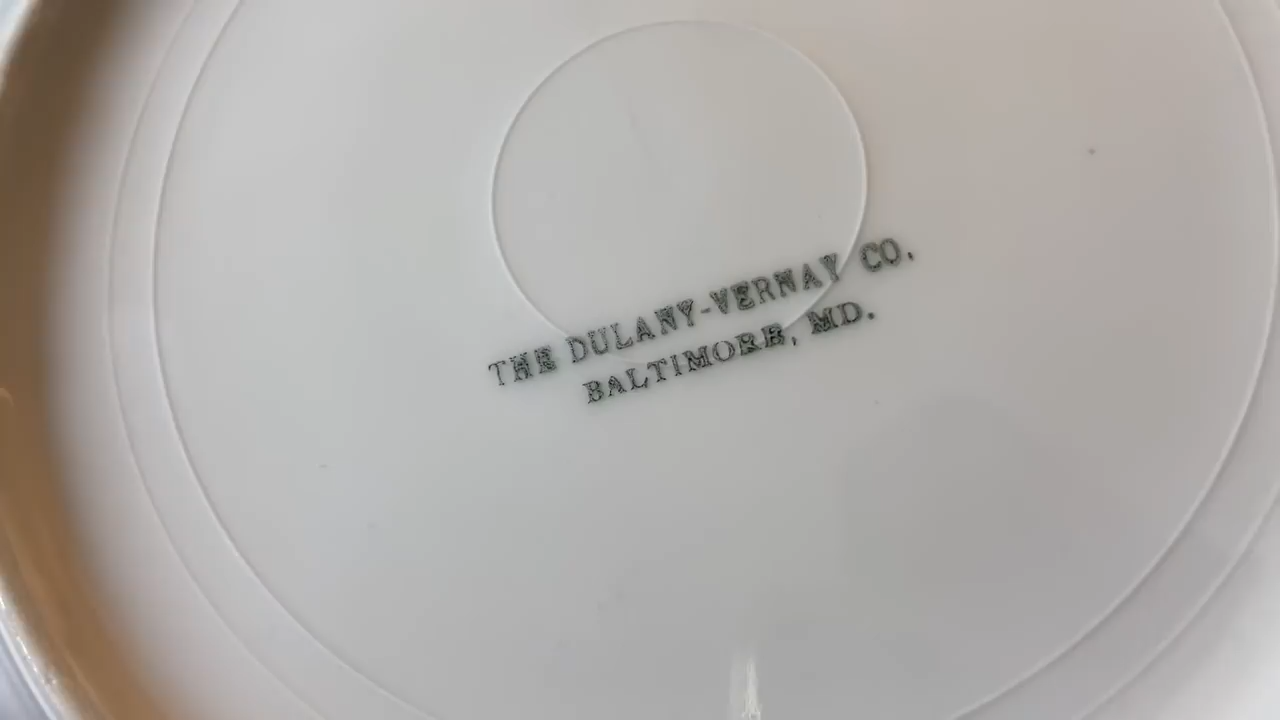 THE DULANY-VERNAY CO.
BALTIMORE, MD.